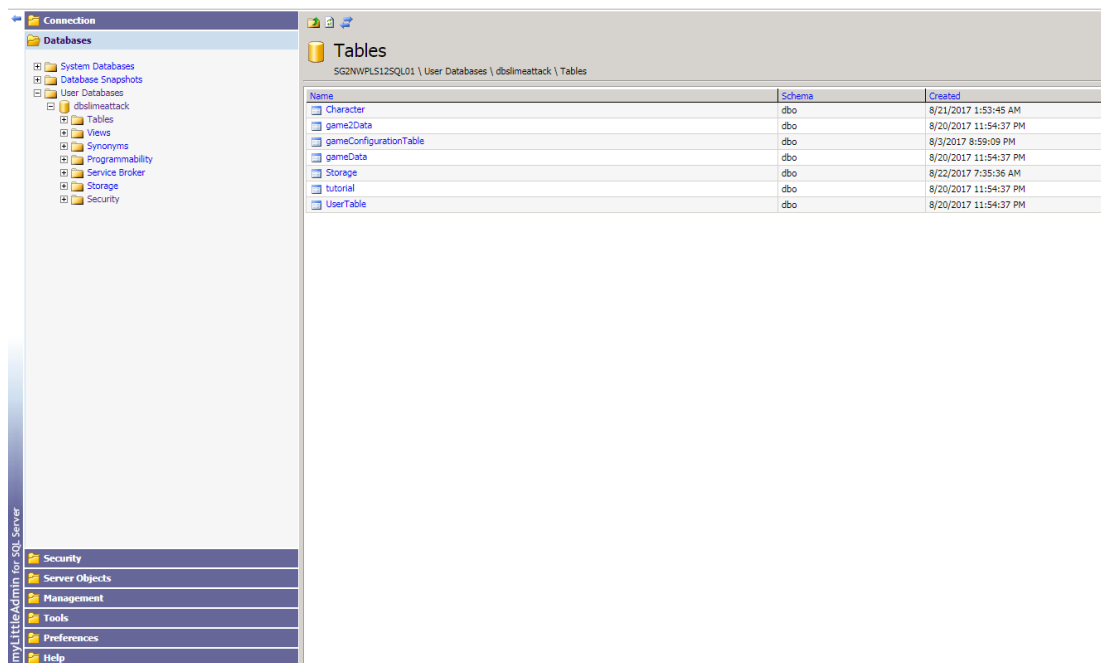 Connection
Databases
System Databases
Database Snapshots
User Databases
dbslimeattack
Tables
Views
Synonyms
Programmability
Service Broker
Storage
Security
Security
Server Objects
Management
Tools
Preferences
Help
myLittleAdmin for SQL Server
Tables
SG2NWPLS12SQL01 \ User Databases \ dbslimeattack \ Tables
Name Schema Created
Character dbo 8/21/2017 1:53:45 AM
game2Data dbo 8/20/2017 11:54:37 PM
gameConfigurationTable dbo 8/3/2017 8:59:09 PM
gameData dbo 8/20/2017 11:54:37 PM
Storage dbo 8/22/2017 7:35:36 AM
tutorial dbo 8/20/2017 11:54:37 PM
UserTable dbo 8/20/2017 11:54:37 PM